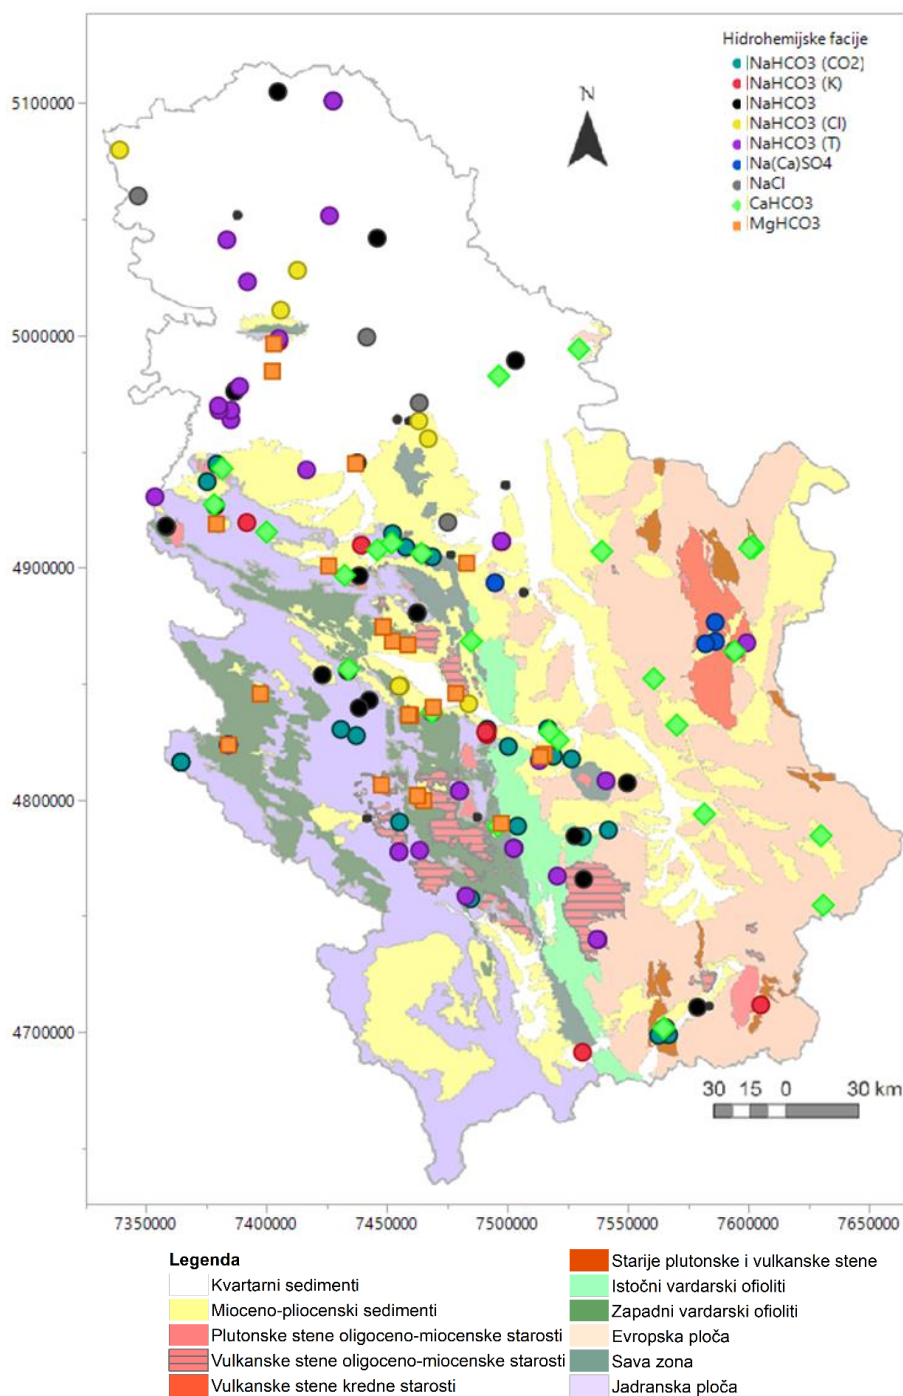 Hidrohemijske facije
NaHCO3 (CO2)
NaHCO3 (K)
NaHCO3
NaHCO3 (Cl)
NaHCO3 (T)
Na(Ca)SO4
NaCl
CaHCO3
MgHCO3
N
5100000
5000000
4900000
4800000
4700000
30 15 0 30 km
7350000 7400000 7450000 7500000 7550000 7600000 7650000
Legenda
Kvartarni sedimenti
Mioceno-pliocenski sedimenti
Plutonske stene oligoceno-miocenske starosti
Vulkanske stene oligoceno-miocenske starosti
Vulkanske stene kredne starosti
Starije plutonske i vulkanske stene
Istočni vardarski ofioliti
Zapadni vardarski ofioliti
Evropska ploča
Sava zona
Jadranska ploča